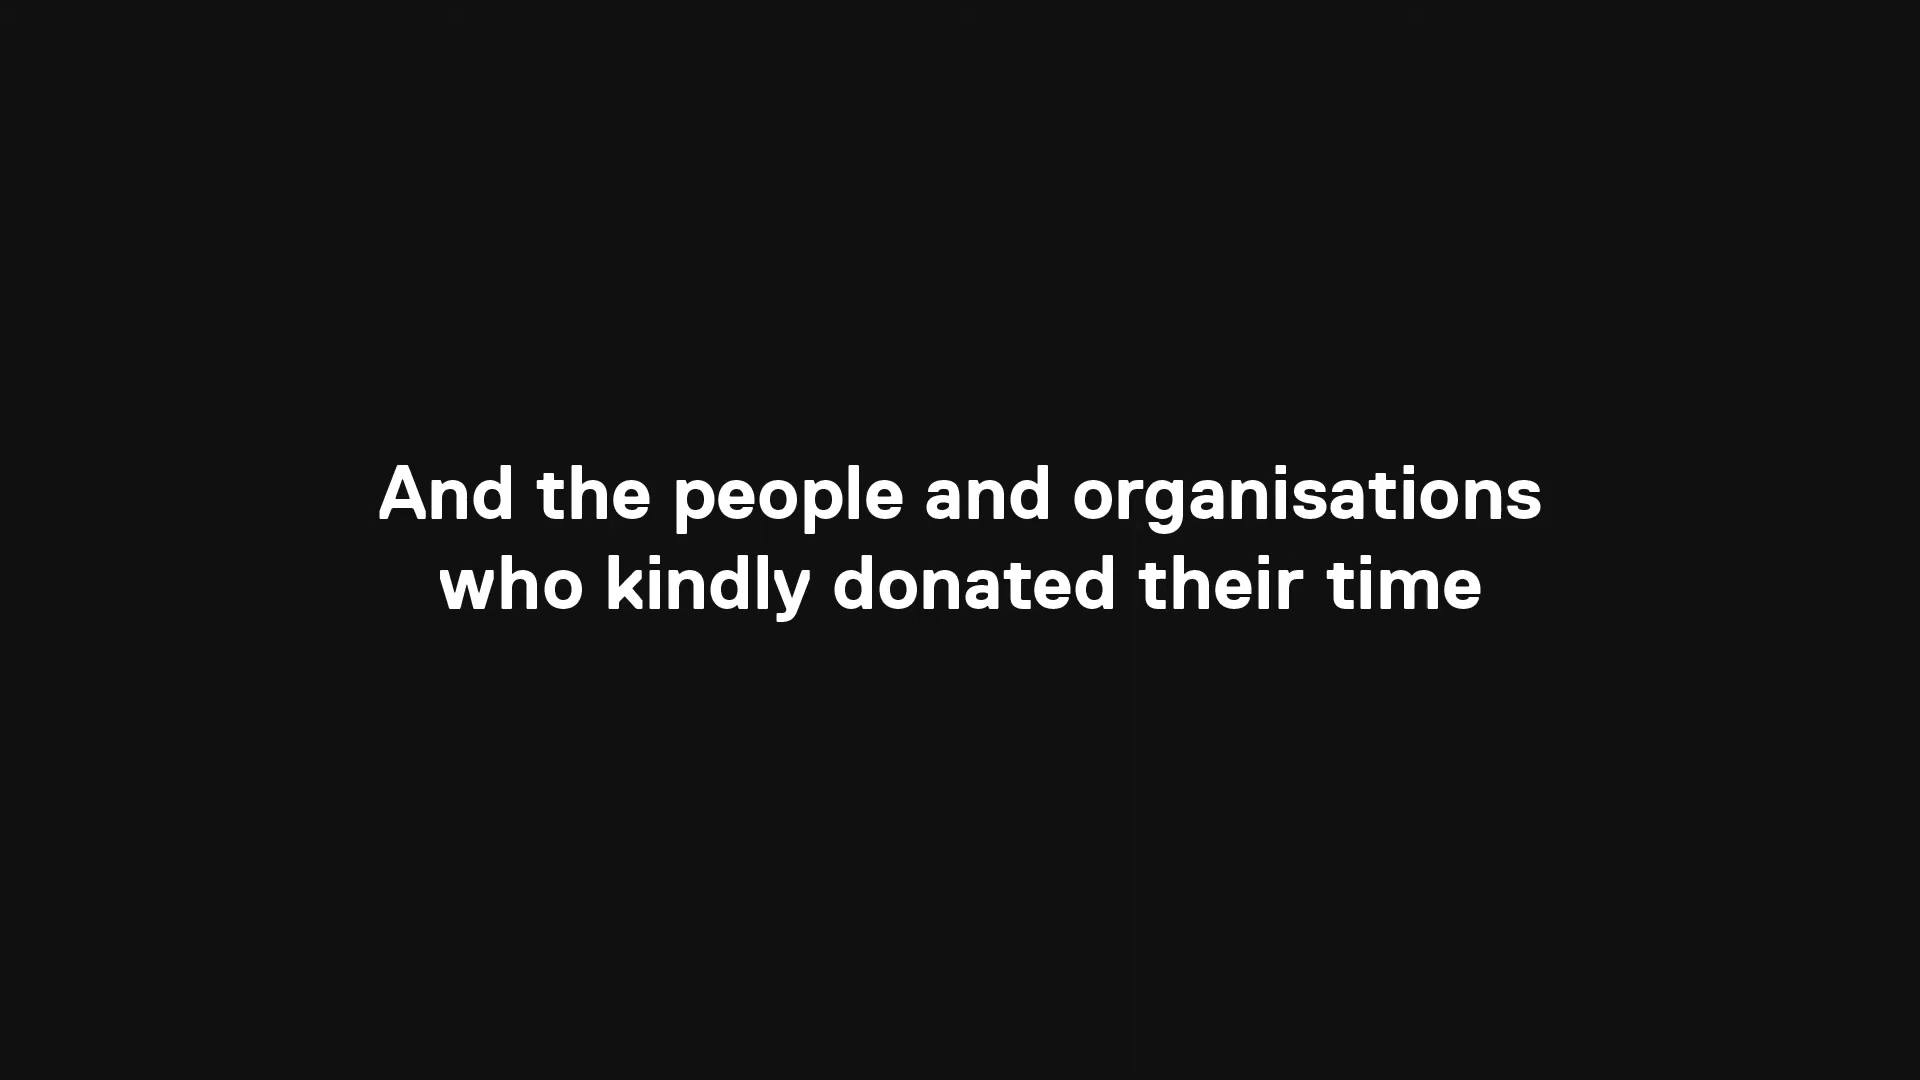 And the people and organisations
who kindly donated their time